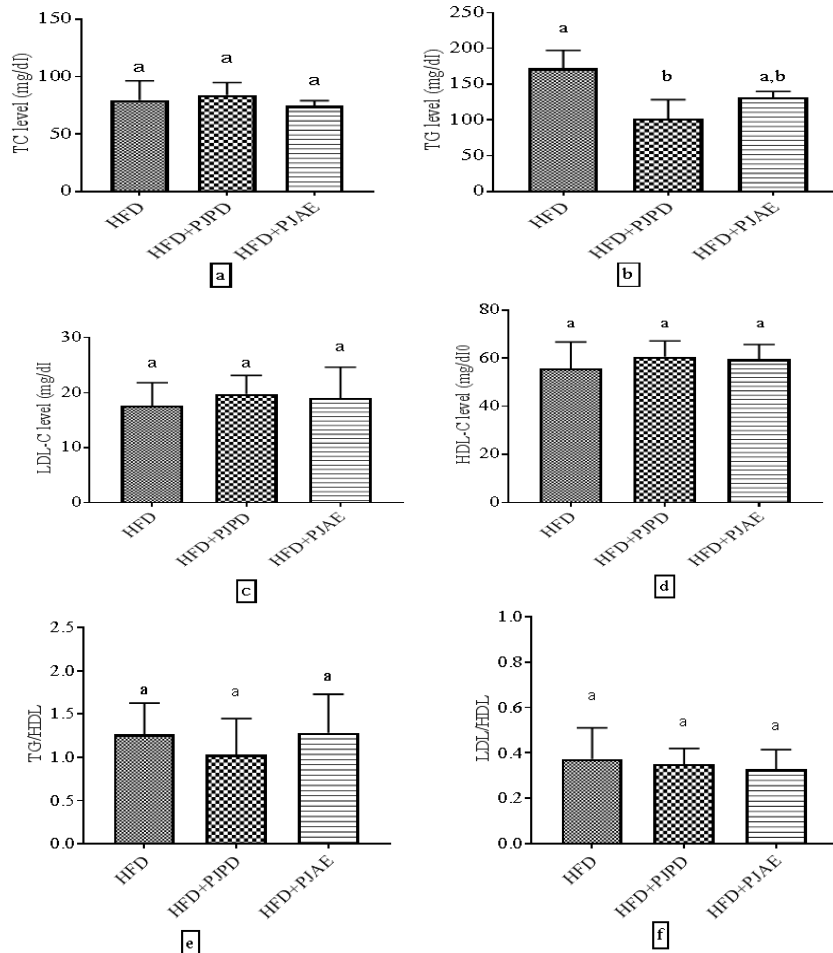 TC level (mg/dl)
150
100
50
0
a
a
a
HFD
HFD+PJPD
HFD+PJAE
a
TG level (mg/dl)
250
200
150
100
50
0
a
b
a,b
HFD
HFD+PJPD
HFD+PJAE
b
LDL-C level (mg/dl
30
20
10
0
a
a
a
HFD
HFD+PJPD
HFD+PJAE
c
HDL-C level (mg/dl0
80
60
40
20
0
a
a
a
HFD
HFD+PJPD
HFD+PJAE
d
TG/HDL
2.5
2.0
1.5
1.0
0.5
0.0
a
a
a
HFD
HFD+PJPD
HFD+PJAE
e
LDL/HDL
1.0
0.8
0.6
0.4
0.2
0.0
a
a
a
HFD
HFD+PJPD
HFD+PJAE
f